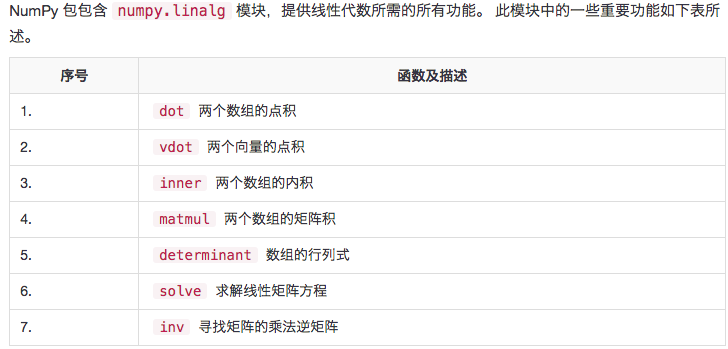 NumPy 包包含 numpy.linalg 模块，提供线性代数所需的所有功能。 此模块中的一些重要功能如下表所
述。
序号 函数及描述
1. dot 两个数组的点积
2. vdot 两个向量的点积
3. inner 两个数组的内积
4. matmul 两个数组的矩阵积
5. determinant 数组的行列式
6. solve 求解线性矩阵方程
7. inv 寻找矩阵的乘法逆矩阵